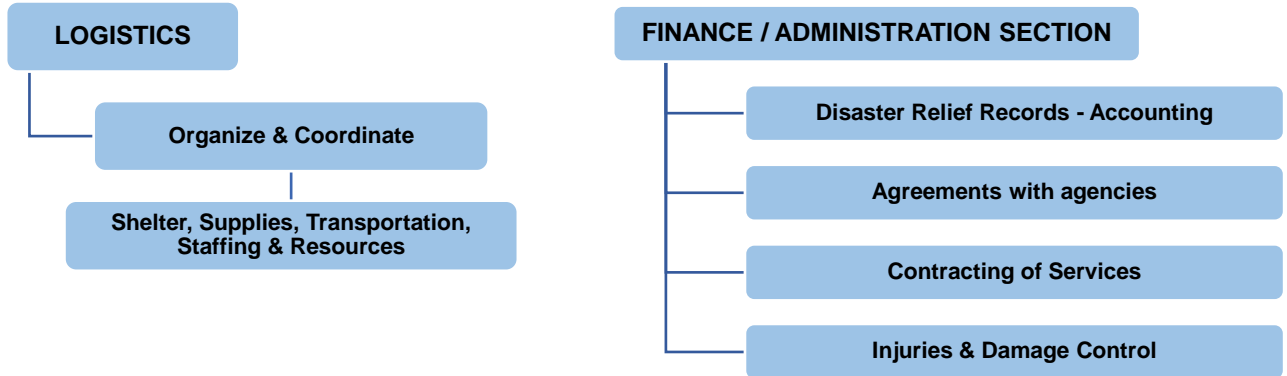 LOGISTICS
Organize & Coordinate
Shelter, Supplies, Transportation,
Staffing & Resources
FINANCE / ADMINISTRATION SECTION
Disaster Relief Records - Accounting
Agreements with agencies
Contracting of Services
Injuries & Damage Control